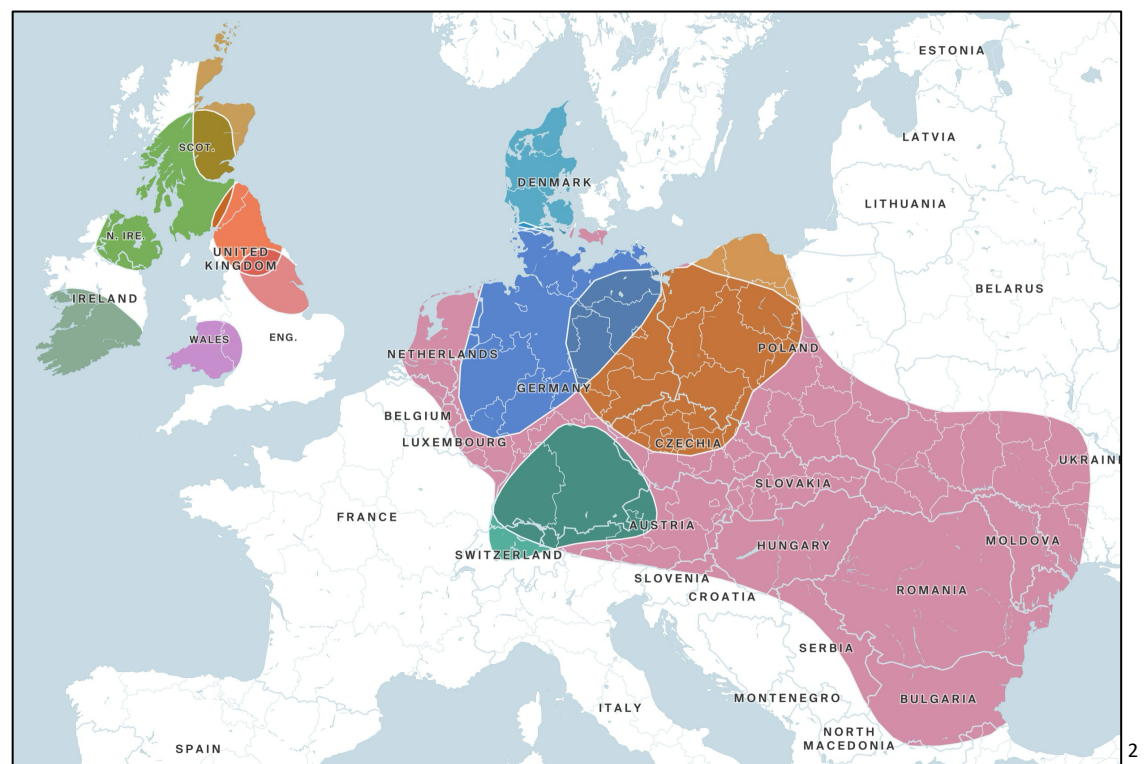 ESTONIA
LATVIA
SCOT.
DENMARK
LITHUANIA
N. IRE.
UNITED
KINGDOM
BELARUS
IRELAND
WALES
ENG.
POLAND
NETHERLANDS
GERMANY
BELGIUM
LUXEMBOURG
CZECHIA
UKRAIN
SLOVAKIA
FRANCE
AUSTRIA
MOLDOVA
HUNGARY
SWITZERLAND
SLOVENIA
ROMANIA
CROATIA
SERBIA
MONTENEGRO
BULGARIA
ITALY
NORTH
MACEDONIA
SPAIN
2